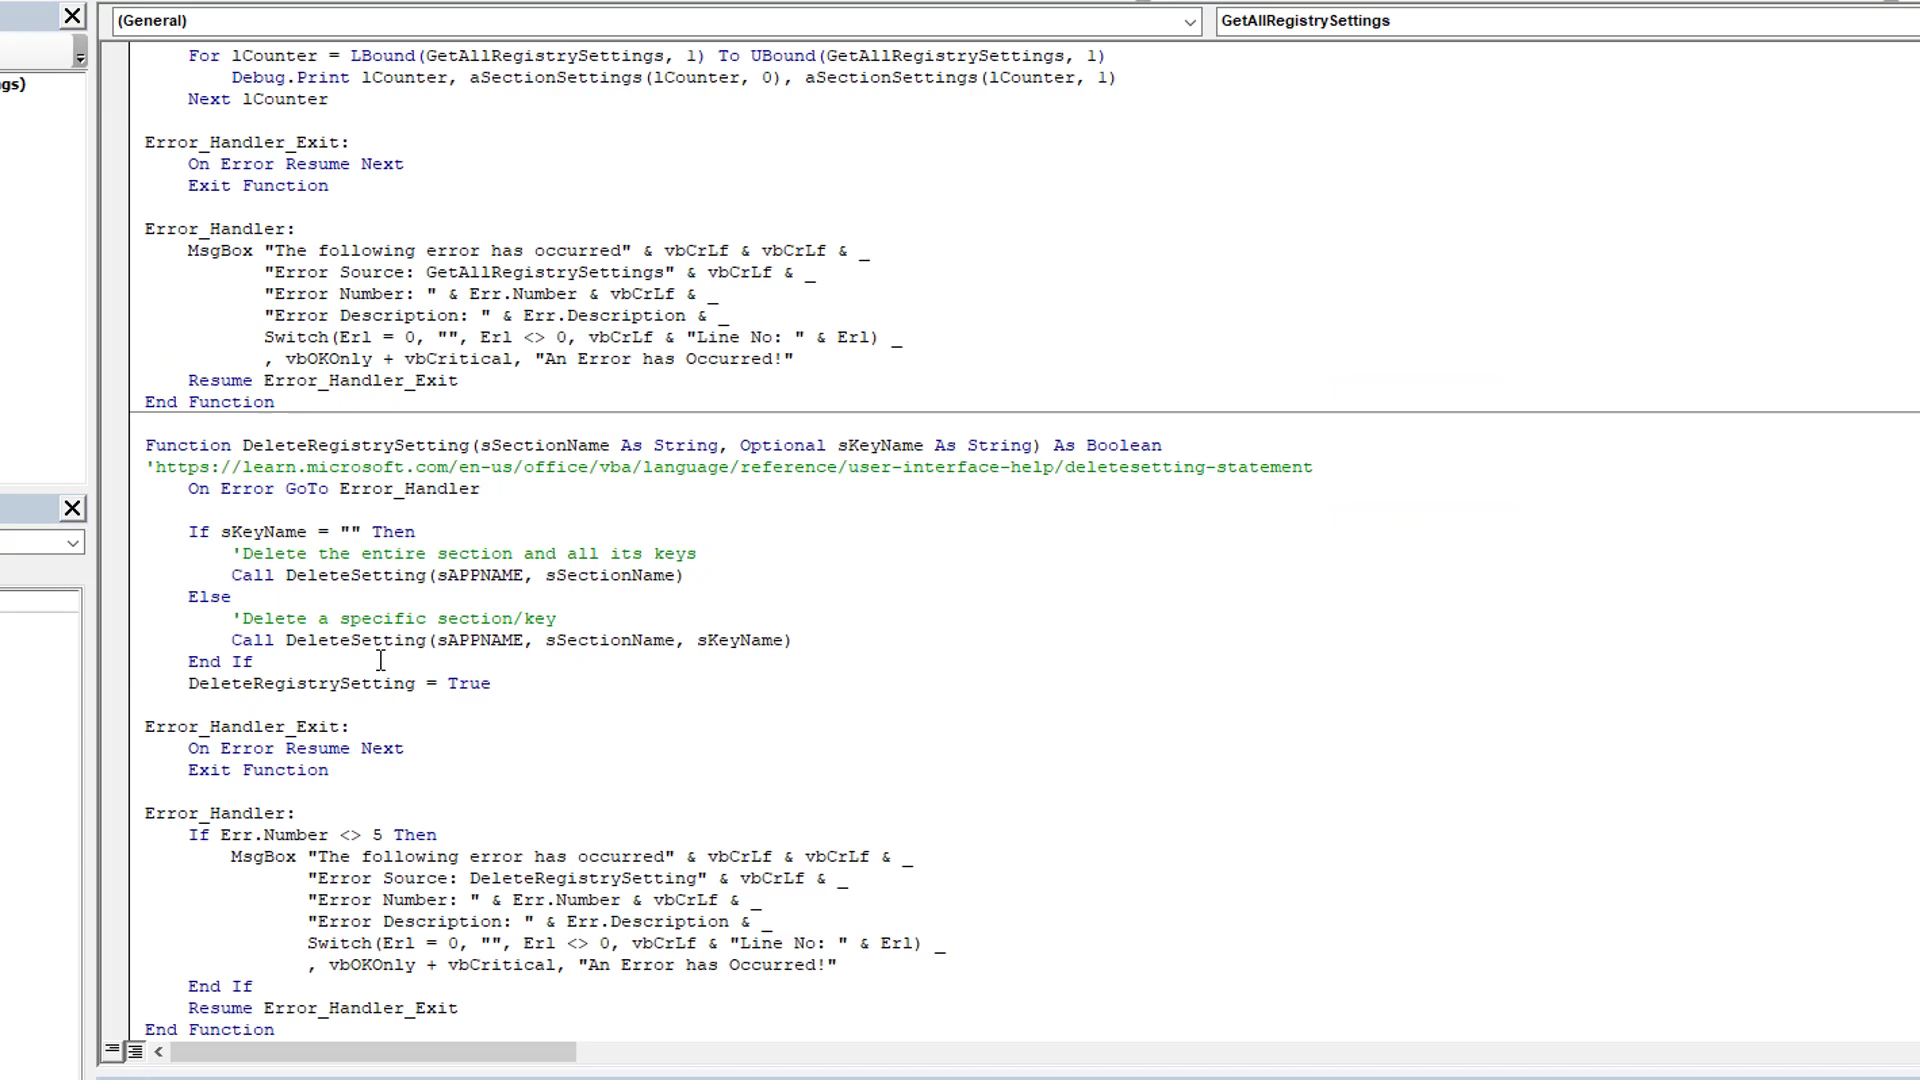 (General)
GetAllRegistrySettings
gs)
For lCounter = LBound(GetAllRegistrySettings, 1) To UBound(GetAllRegistrySettings, 1)
Debug.Print lCounter, aSectionSettings(lCounter, 0), aSectionSettings(lCounter, 1)
Next lCounter
Error_Handler_Exit:
On Error Resume Next
Exit Function
Error_Handler:
MsgBox "The following error has occurred" & vbCrLf & vbCrLf & _
"Error Source: GetAllRegistrySettings" & vbCrLf & _
"Error Number: " & Err.Number & vbCrLf & _
"Error Description: " & Err.Description & _
Switch(Erl = 0, "", Erl <> 0, vbCrLf & "Line No: " & Erl) _
, vbOKOnly + vbCritical, "An Error has Occurred!"
Resume Error_Handler_Exit
End Function
Function DeleteRegistrySetting(sSectionName As String, Optional sKeyName As String) As Boolean
'https://learn.microsoft.com/en-us/office/vba/language/reference/user-interface-help/deletesetting-statement
On Error GoTo Error_Handler
If sKeyName = "" Then
'Delete the entire section and all its keys
Call DeleteSetting(sAPPNAME, sSectionName)
Else
'Delete a specific section/key
Call DeleteSetting(sAPPNAME, sSectionName, sKeyName)
End If
DeleteRegistrySetting = True
Error_Handler_Exit:
On Error Resume Next
Exit Function
Error_Handler:
If Err.Number <> 5 Then
MsgBox "The following error has occurred" & vbCrLf & vbCrLf & _
"Error Source: DeleteRegistrySetting" & vbCrLf & _
"Error Number: " & Err.Number & vbCrLf & _
"Error Description: " & Err.Description & _
Switch(Erl = 0, "", Erl <> 0, vbCrLf & "Line No: " & Erl) _
, vbOKOnly + vbCritical, "An Error has Occurred!"
End If
Resume Error_Handler_Exit
End Function